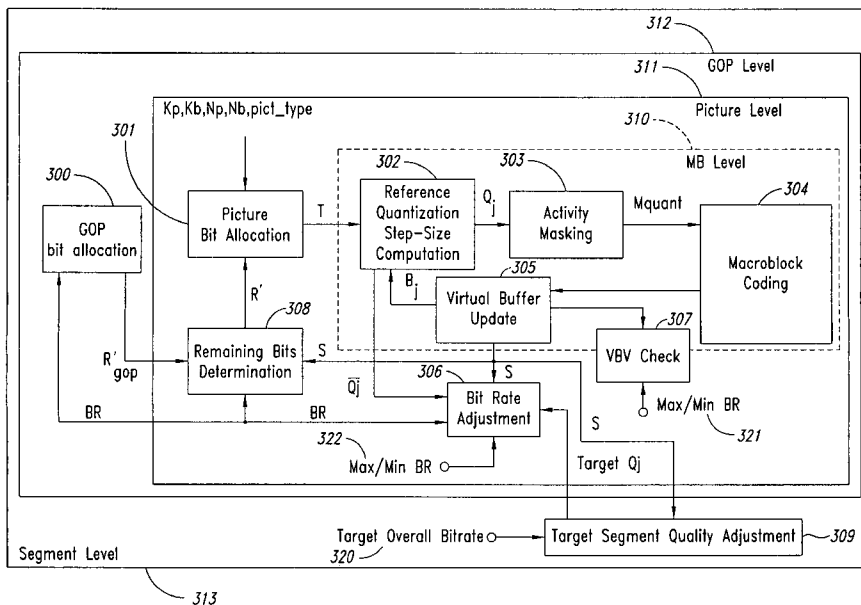 312
GOP Level
311
Picture Level
Kp,Kb,Np,Nb,pict_type
310
MB Level
301
302
303
304
300
GOP
bit allocation
Picture
Bit Allocation
T
Reference
Quantization
Step-Size
Computation
Qj
Activity
Masking
Mquant
Macroblock
Coding
305
Bj
Virtual Buffer
Update
R'
308
307
R'gop
Remaining Bits
Determination
S
VBV Check
306
S
Qj
Bit Rate
Adjustment
BR
BR
S
Max/Min BR
321
322
Max/Min BR
Target Qj
Target Overall Bitrate
320
Target Segment Quality Adjustment
309
Segment Level
313